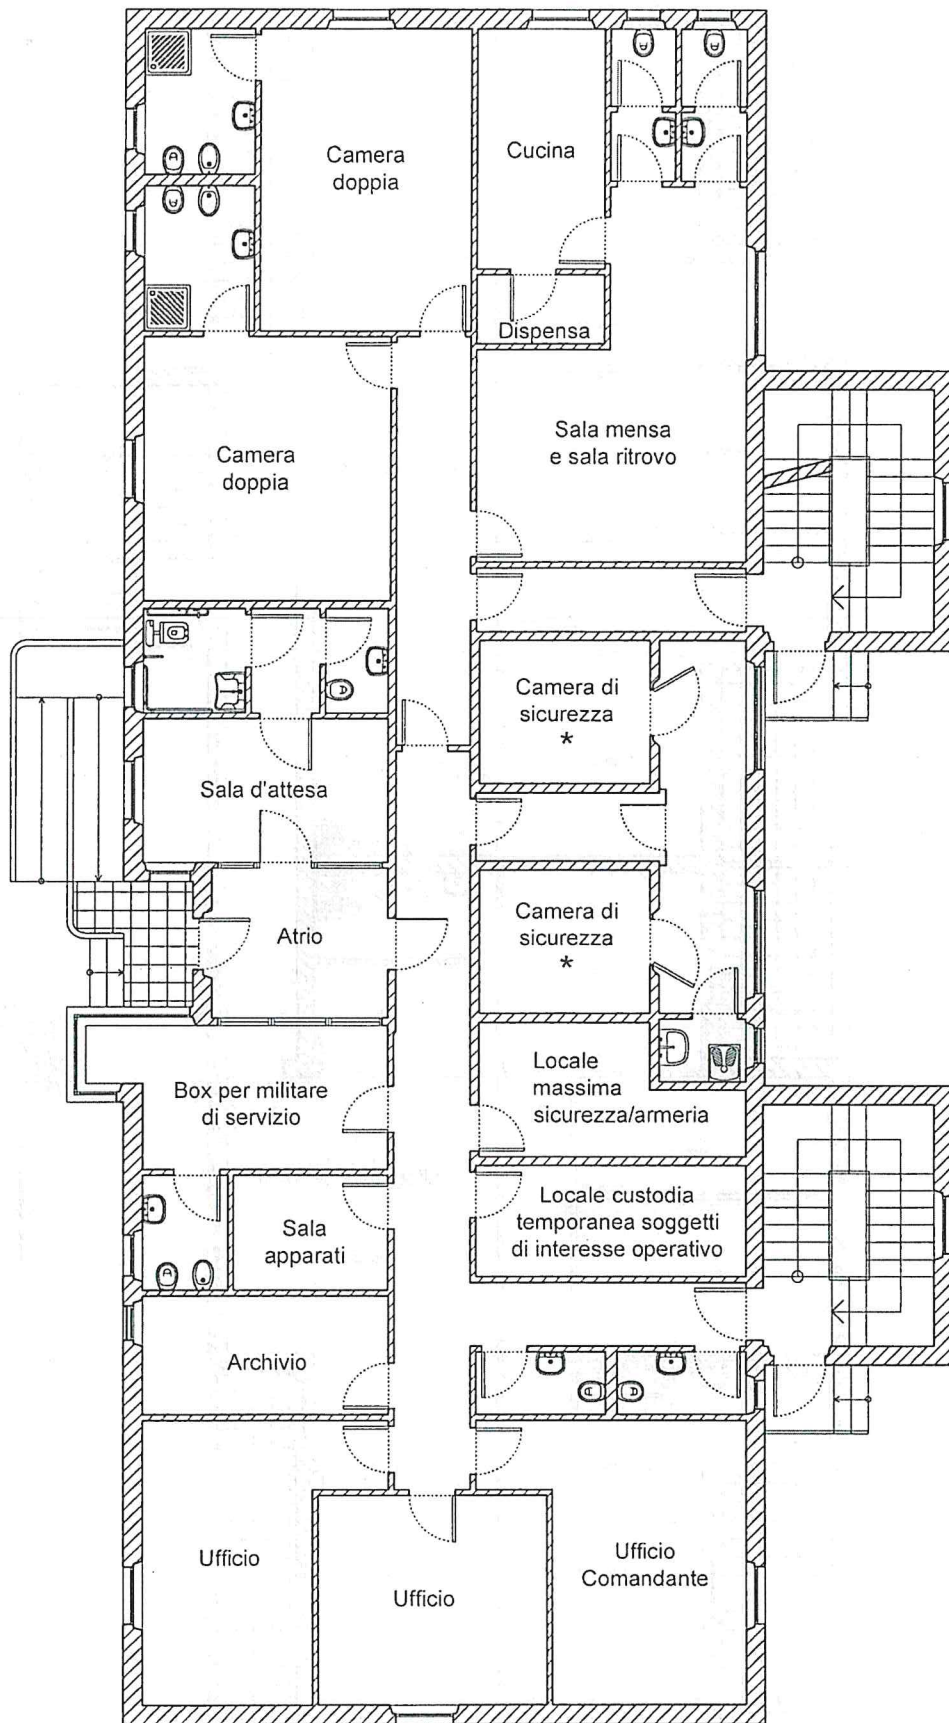 Camera
doppia
Cucina
Dispensa
Camera
doppia
Sala mensa
e sala ritrovo
Camera di
sicurezza
*
Sala d'attesa
Camera di
sicurezza
*
Atrio
Locale
massima
sicurezza/armeria
Box per militare
di servizio
Locale custodia
temporanea soggetti
di interesse operativo
Sala
apparati
Archivio
Ufficio
Ufficio
Ufficio
Comandante